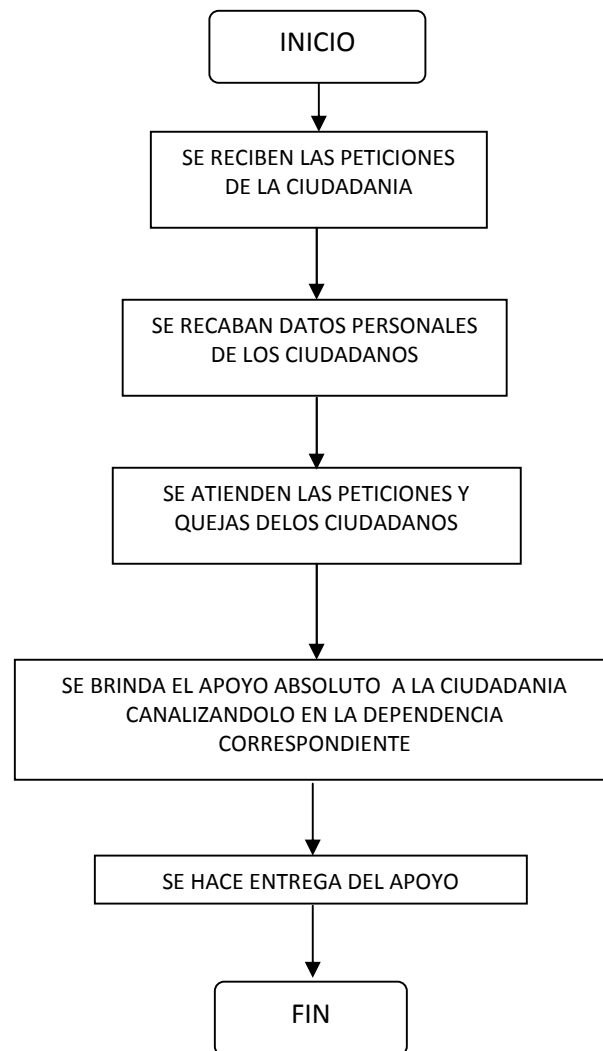 INICIO
SE RECIBEN LAS PETICIONES
DE LA CIUDADANIA
SE RECABAN DATOS PERSONALES
DE LOS CIUDADANOS
SE ATIENDEN LAS PETICIONES Y
QUEJAS DELOS CIUDADANOS
SE BRINDA EL APOYO ABSOLUTO  A LA CIUDADANIA
CANALIZANDOLO EN LA DEPENDENCIA
CORRESPONDIENTE
SE HACE ENTREGA DEL APOYO
FIN